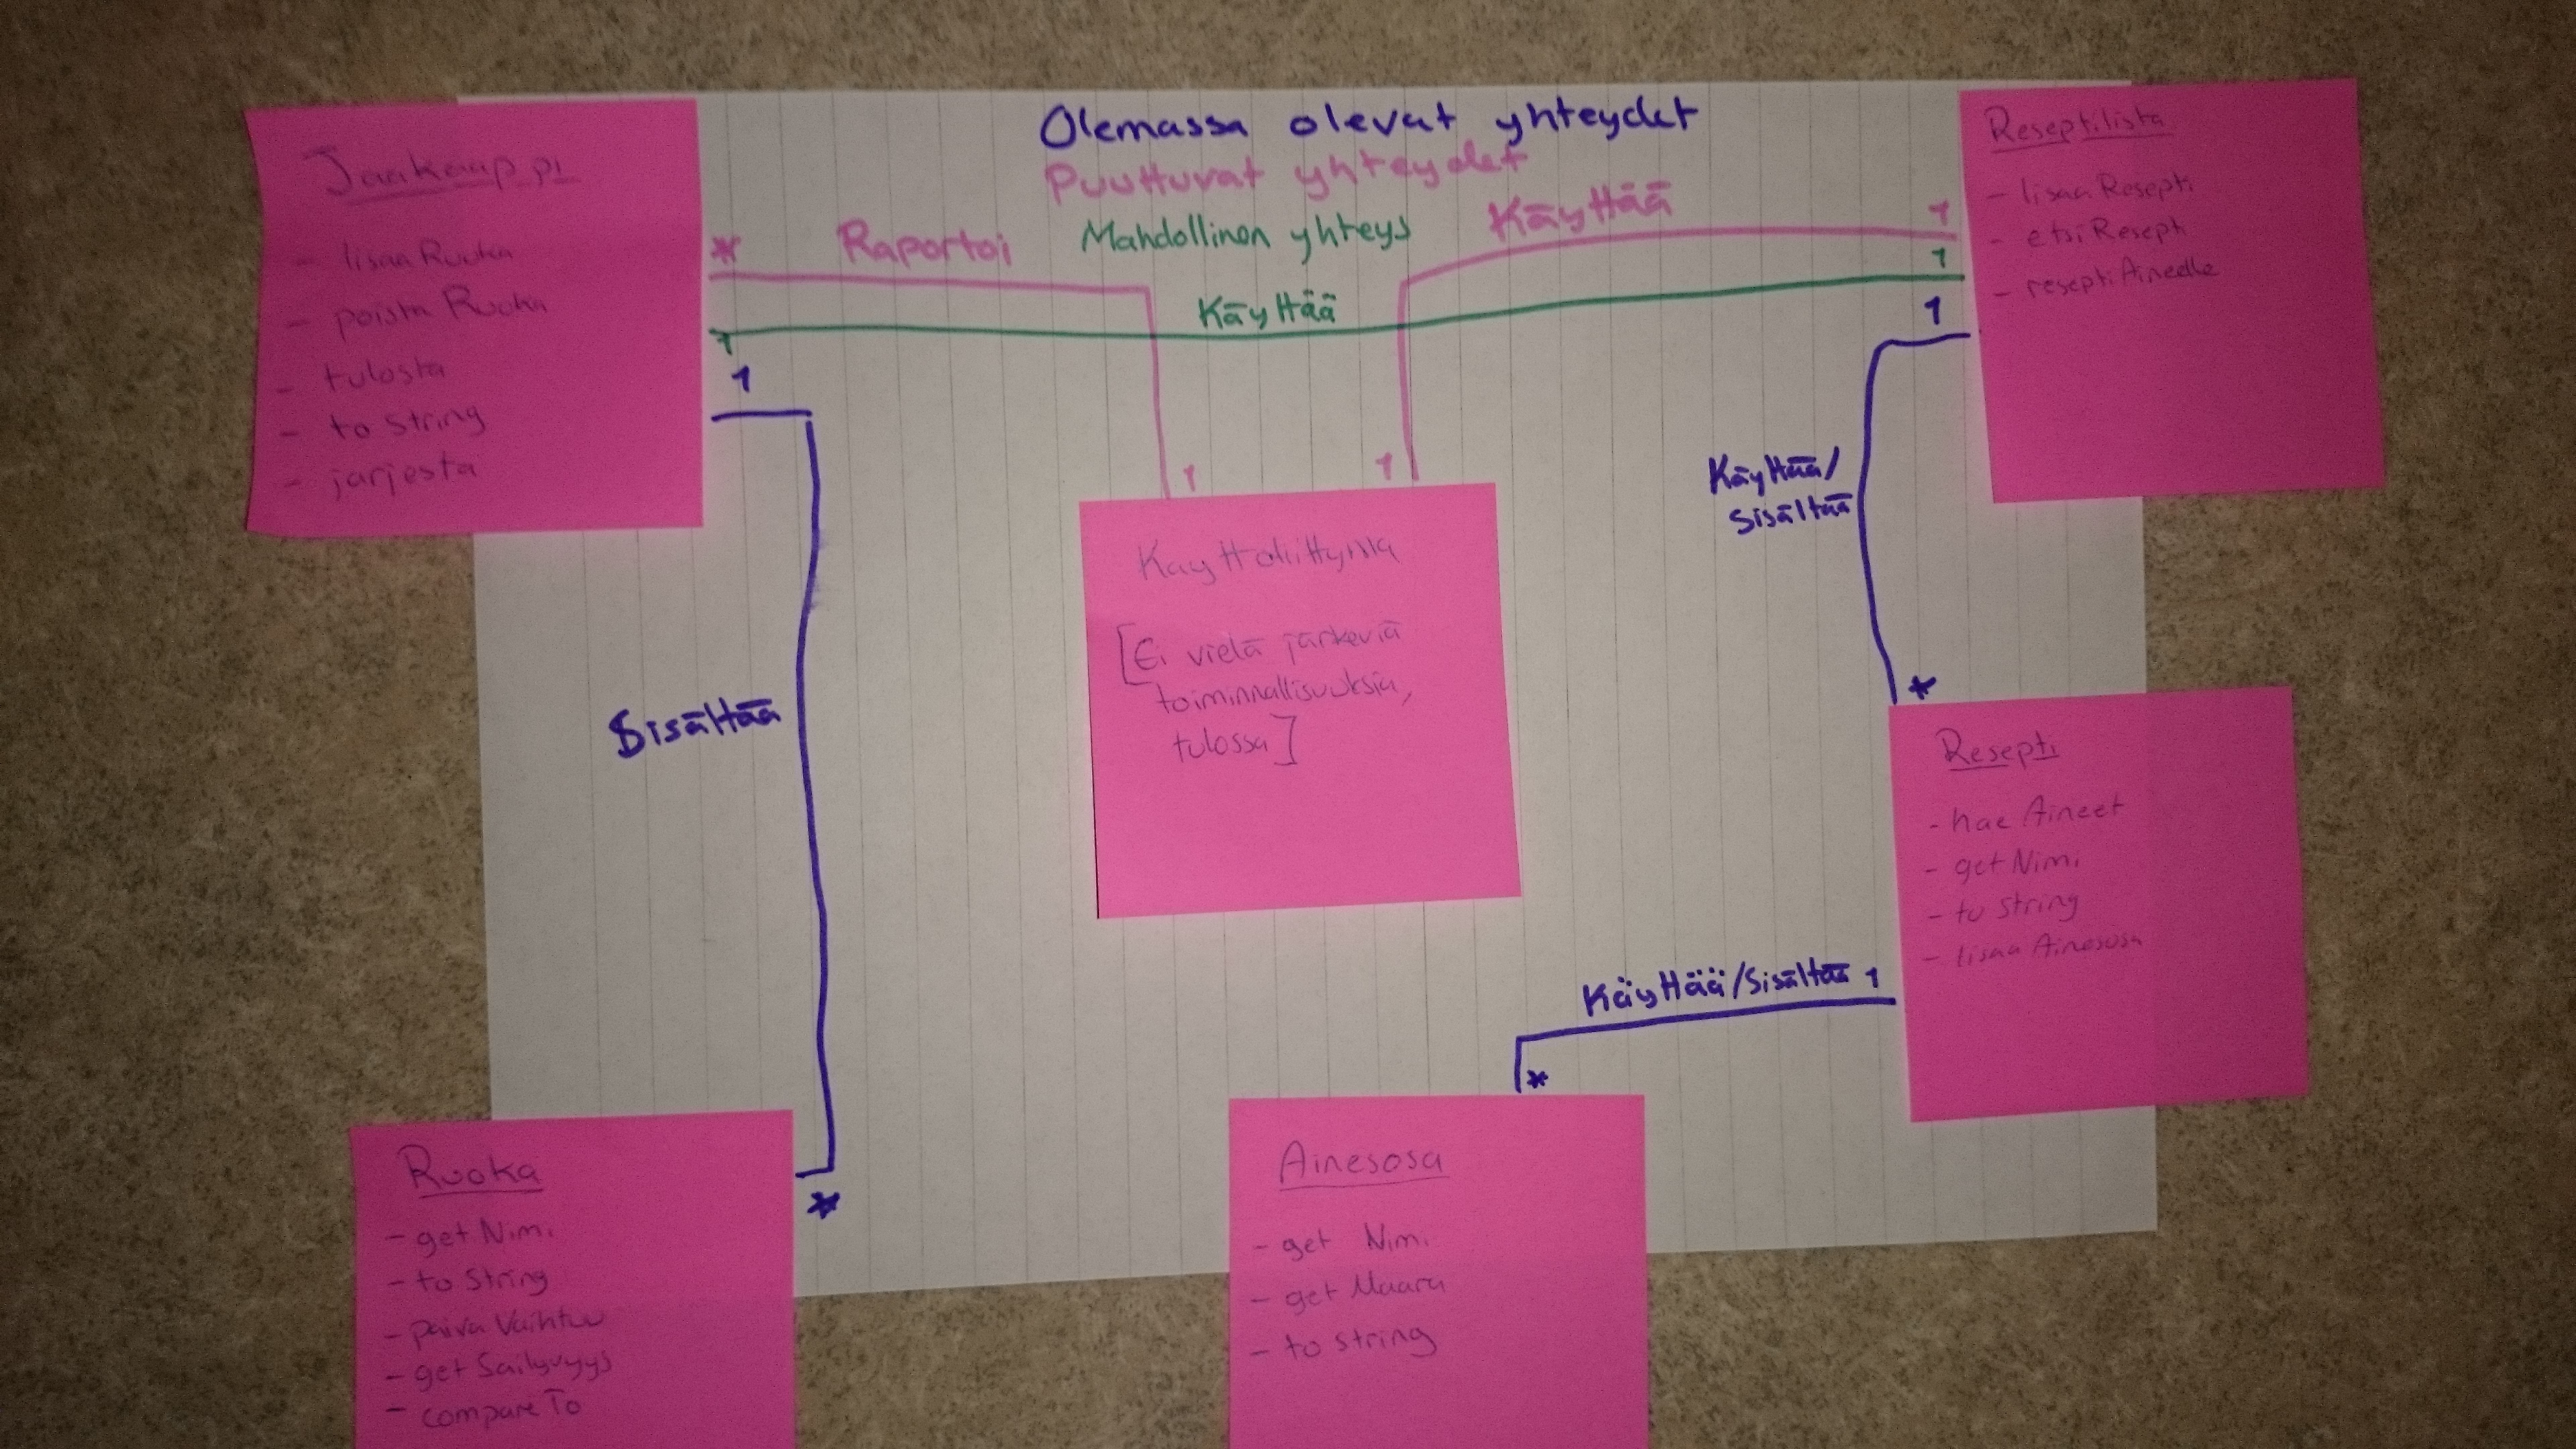 Olemassa olevat yhteydet
Puuttuvat yhteydet
Mahdollinen yhteys
Jaakaappi
- lisaa Ruoka
- poista Ruoka
- tulosta
- to String
- jarjesta
* Raportoi
Käyttää 1
1 Käyttää 1
1
1
1 1
Reseptilista
- lisaa Resepti
- etsi Resepti
- resepti Aineelle
Käyttää/
Sisältää
*
Käyttoliittyma
[Ei vielä järkeviä
toiminnallisuuksia,
tulossa]
Sisältää
*
Resepti
- hae Aineet
- get Nimi
- to String
- lisaa Ainesosa
Käyttää/Sisältää 1
*
Ruoka
- get Nimi
- to String
- paiva Vaihtuu
- get Sailyvyys
- compare To
Ainesosa
- get Nimi
- get Maara
- to string